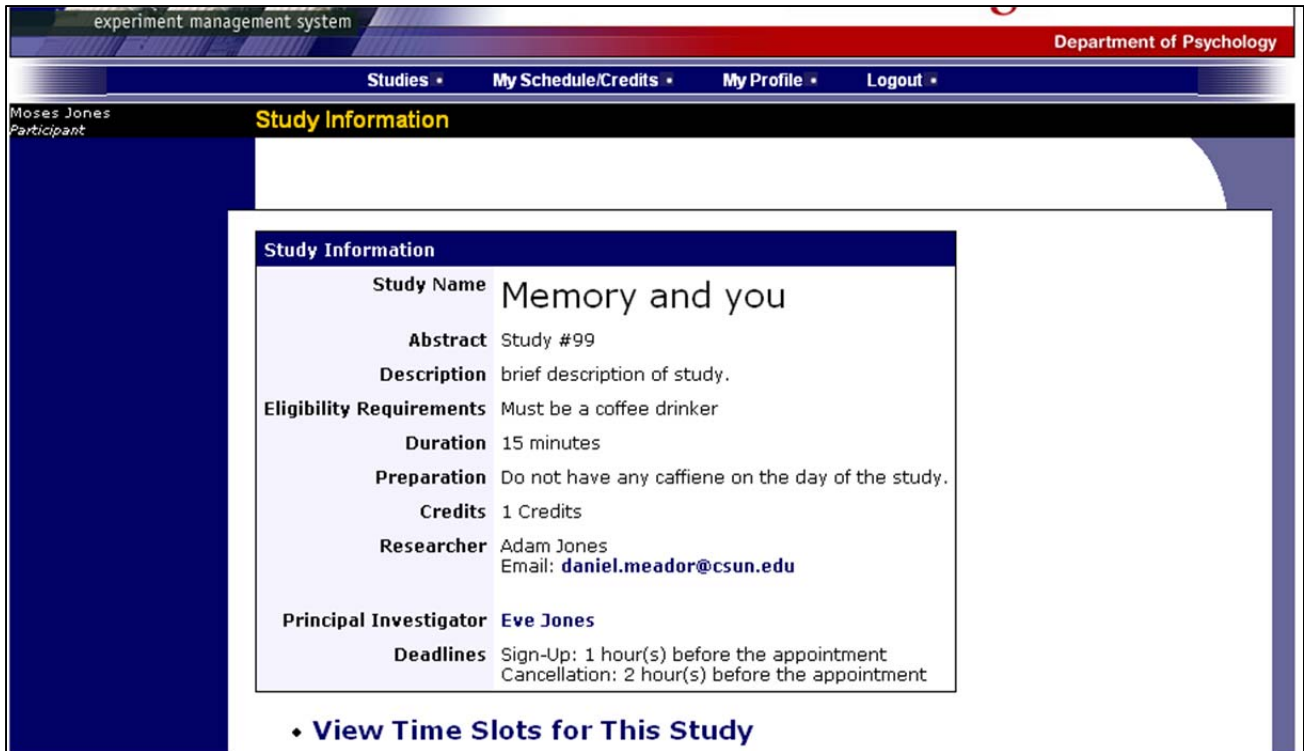 experiment management system
Department of Psychology
Studies
My Schedule/Credits
My Profile
Logout
Moses Jones
Participant
Study Information
Study Information
Study Name Memory and you
Abstract Study #99
Description brief description of study.
Eligibility Requirements Must be a coffee drinker
Duration 15 minutes
Preparation Do not have any caffiene on the day of the study.
Credits 1 Credits
Researcher Adam Jones
Email: daniel.meador@csun.edu
Principal Investigator Eve Jones
Deadlines Sign-Up: 1 hour(s) before the appointment
Cancellation: 2 hour(s) before the appointment
• View Time Slots for This Study